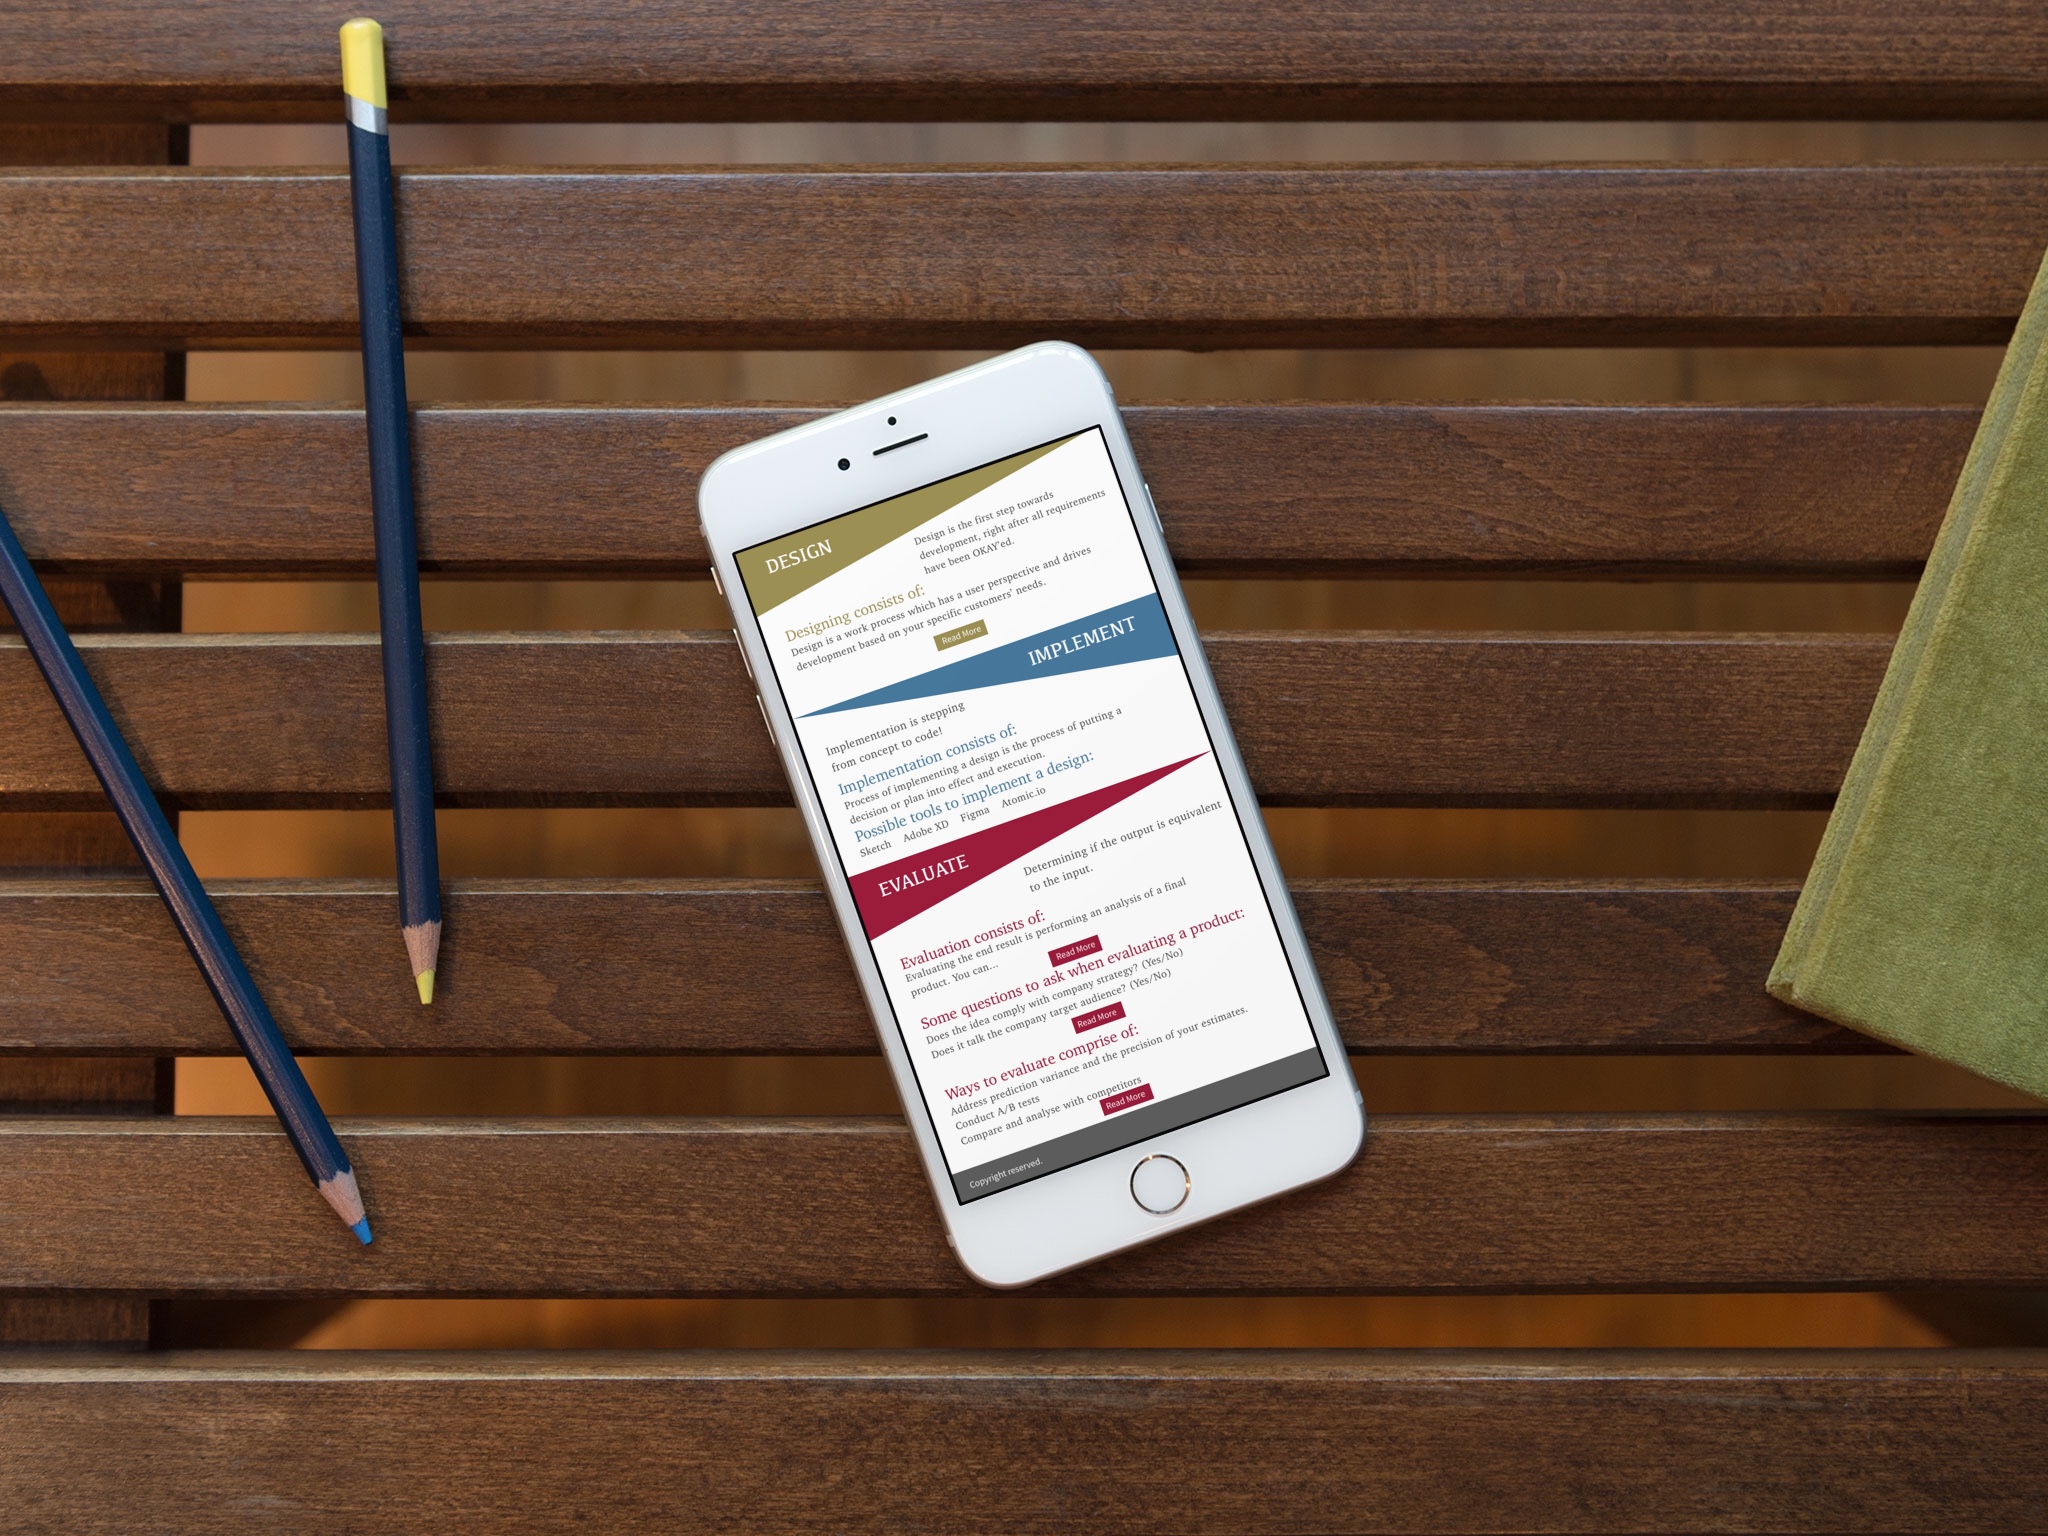 DESIGN
Design is the first step towards
development, right after all requirements
have been OKAY'ed.
Designing consists of:
Design is a work process which has a user perspective and drives
development based on your specific customers' needs.
Read More
IMPLEMENT
Implementation is stepping
from concept to code!
Implementation consists of:
Process of implementing a design is the process of putting a
decision or plan into effect and execution.
Possible tools to implement a design:
Sketch Adobe XD Figma Atomic.io
EVALUATE
Determining if the output is equivalent
to the input.
Evaluation consists of:
Evaluating the end result is performing an analysis of a final
product. You can...
Read More
Some questions to ask when evaluating a product:
Does the idea comply with company strategy? (Yes/No)
Does it talk the company target audience? (Yes/No)
Read More
Ways to evaluate comprise of:
Address prediction variance and the precision of your estimates.
Conduct A/B tests
Compare and analyse with competitors
Read More
Copyright reserved.